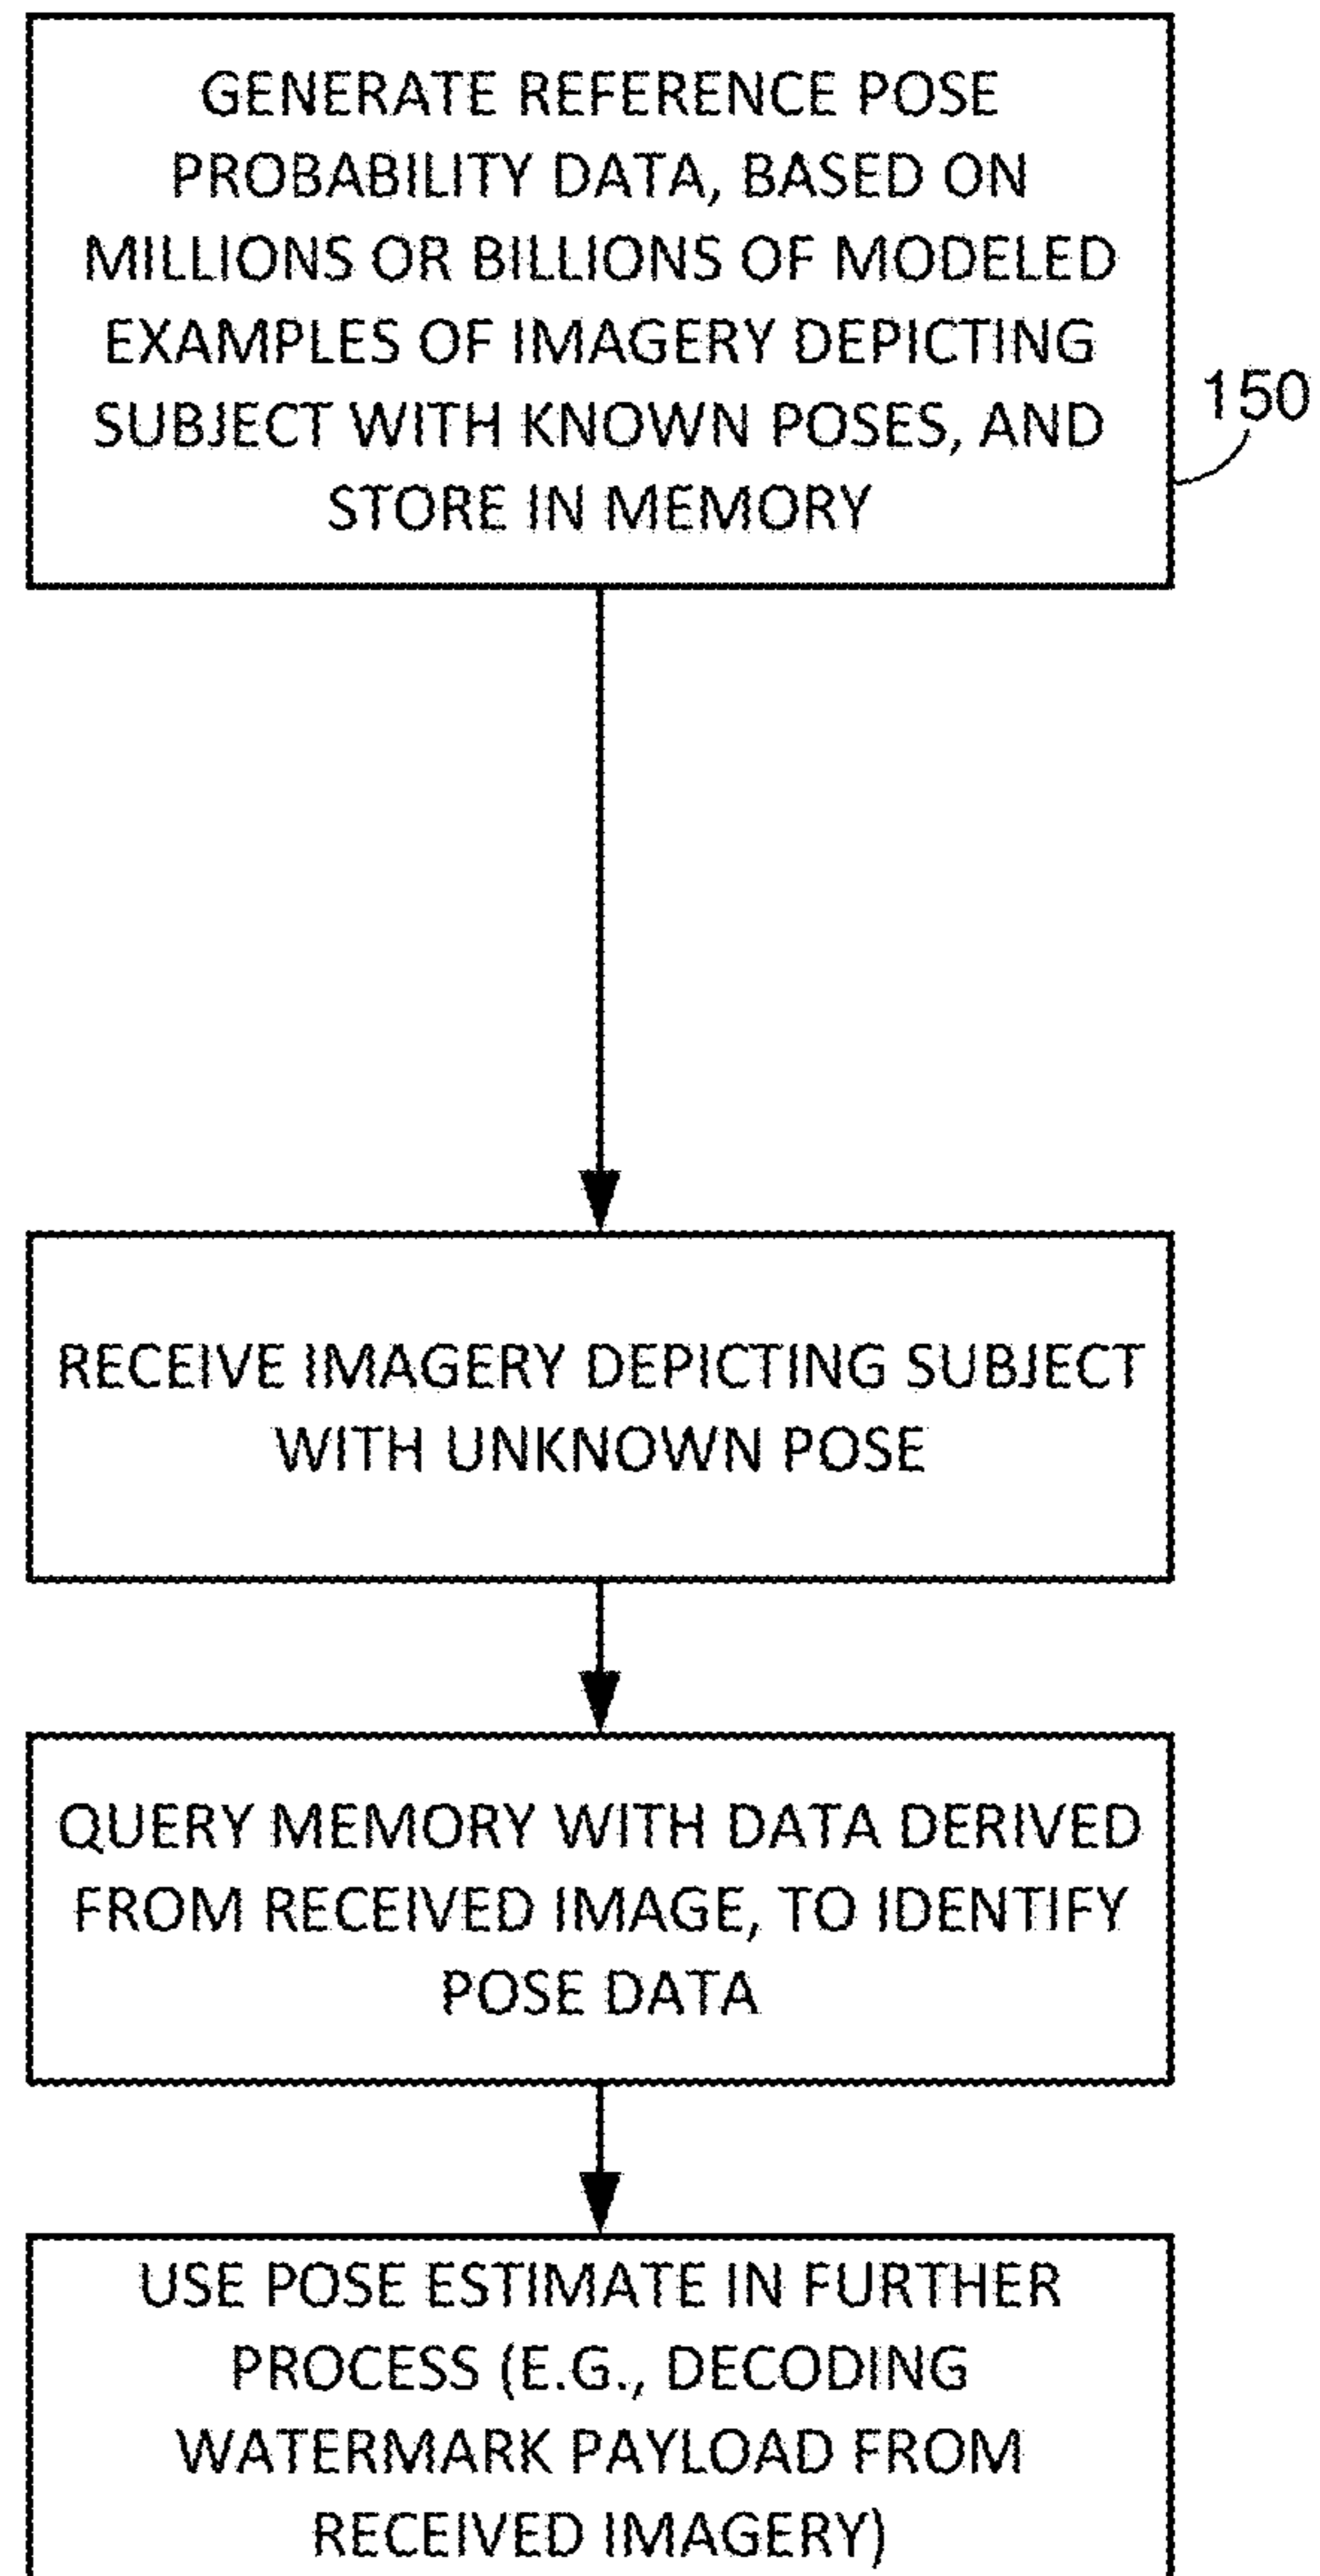 GENERATE REFERENCE POSE
PROBABILITY DATA, BASED ON
MILLIONS OR BILLIONS OF MODELED
EXAMPLES OF IMAGERY DEPICTING
SUBJECT WITH KNOWN POSES, AND
STORE IN MEMORY
150
RECEIVE IMAGERY DEPICTING SUBJECT
WITH UNKNOWN POSE
QUERY MEMORY WITH DATA DERIVED
FROM RECEIVED IMAGE, TO IDENTIFY
POSE DATA
USE POSE ESTIMATE IN FURTHER
PROCESS (E.G., DECODING
WATERMARK PAYLOAD FROM
RECEIVED IMAGERY)